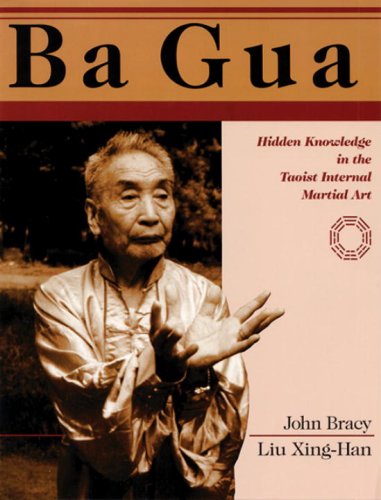 Ba Gua
Hidden Knowledge
in the
Taoist Internal
Martial Art
John Bracy
Liu Xing-Han